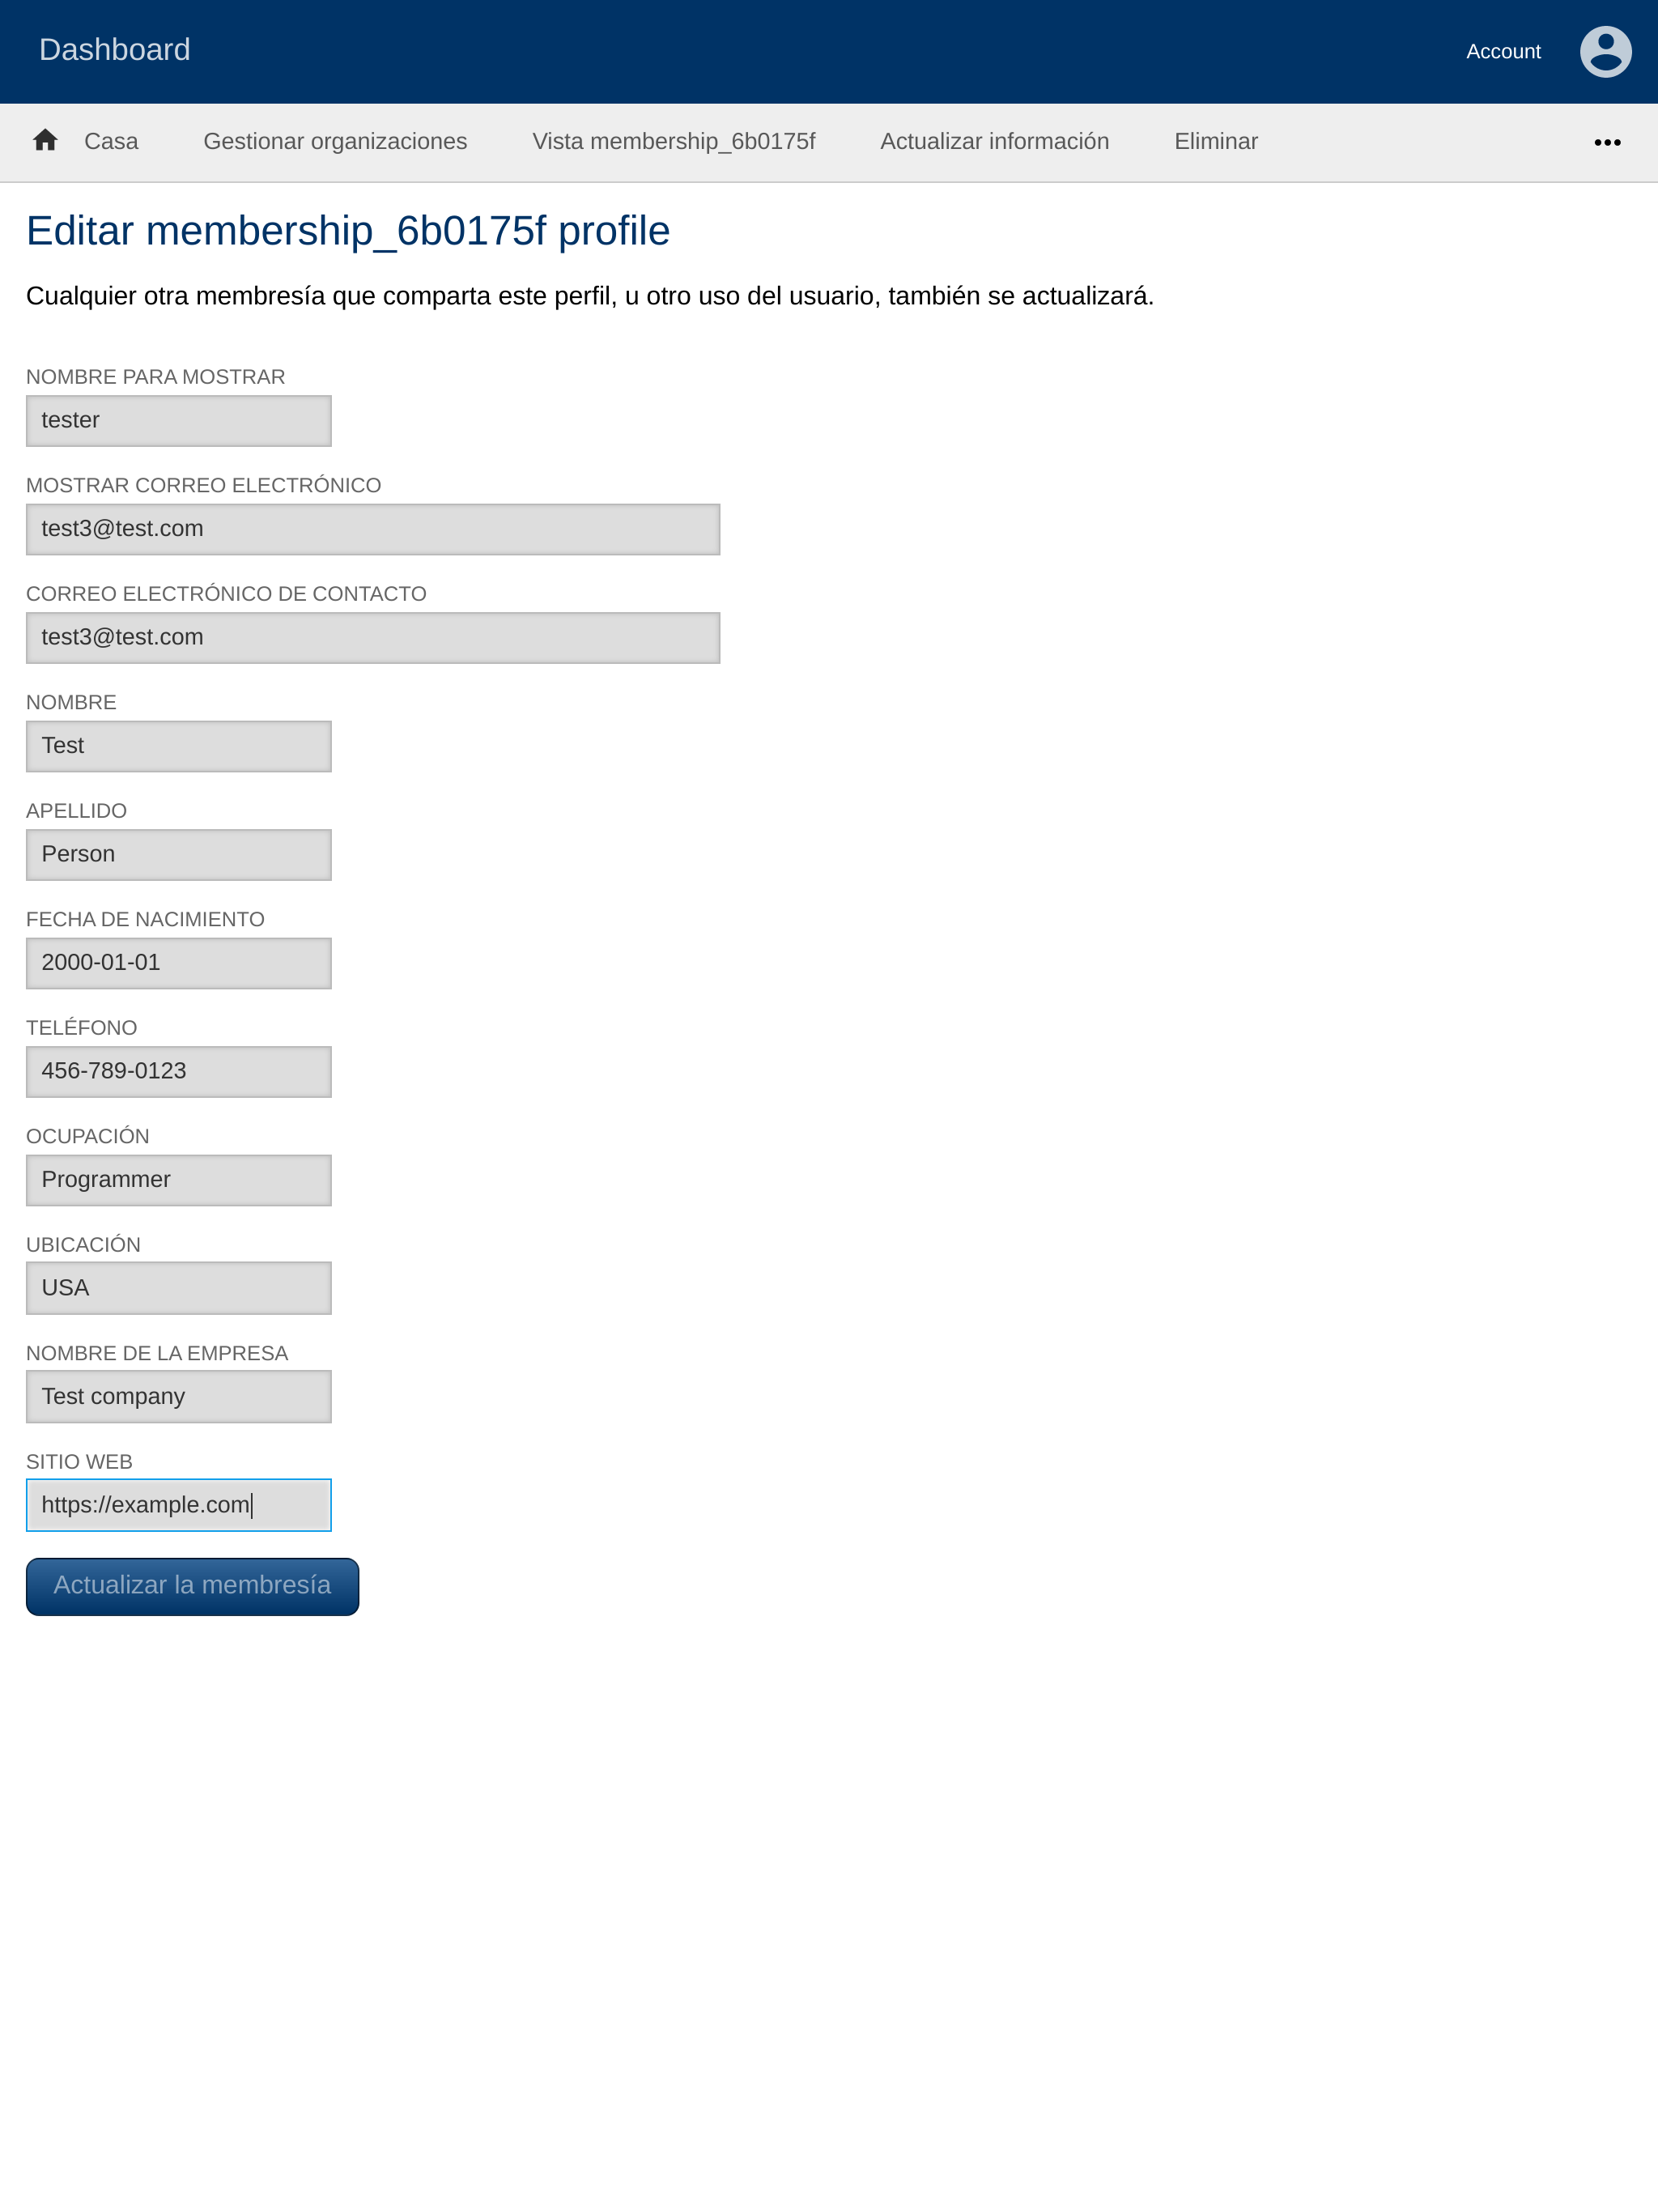 Dashboard
Account
Casa
Gestionar organizaciones
Vista membership_6b0175f
Actualizar información
Eliminar
Editar membership_6b0175f profile
Cualquier otra membresía que comparta este perfil, u otro uso del usuario, también se actualizará.
NOMBRE PARA MOSTRAR
tester
MOSTRAR CORREO ELECTRÓNICO
test3@test.com
CORREO ELECTRÓNICO DE CONTACTO
test3@test.com
NOMBRE
Test
APELLIDO
Person
FECHA DE NACIMIENTO
2000-01-01
TELÉFONO
456-789-0123
OCUPACIÓN
Programmer
UBICACIÓN
USA
NOMBRE DE LA EMPRESA
Test company
SITIO WEB
https://example.com
Actualizar la membresía